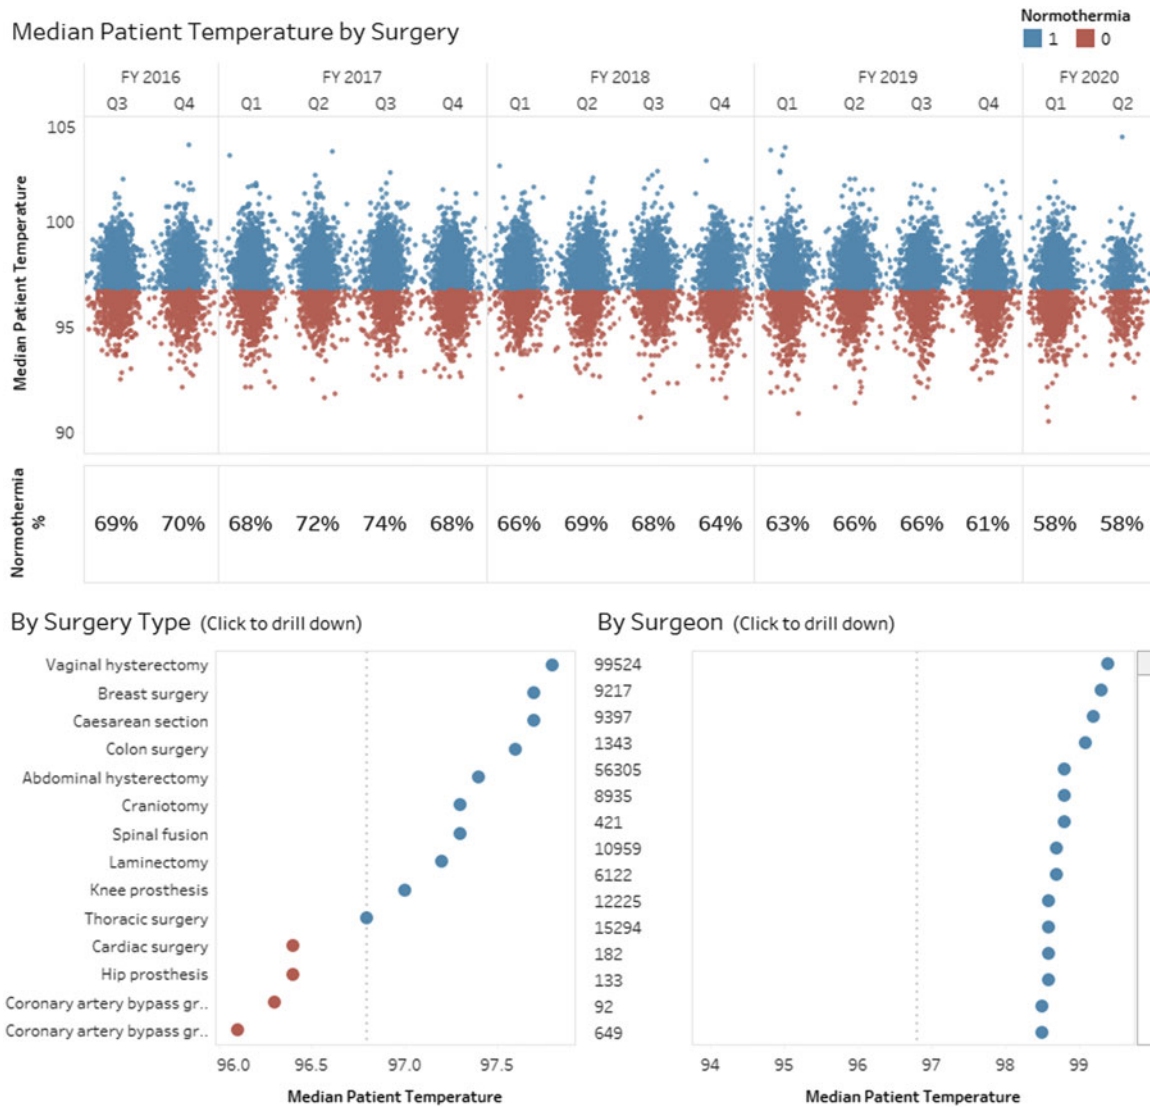 Median Patient Temperature by Surgery
Normothermia
1 0
FY 2016 FY 2017 FY 2018 FY 2019 FY 2020
Q3 Q4 Q1 Q2 Q3 Q4 Q1 Q2 Q3 Q4 Q1 Q2 Q3 Q4 Q1 Q2
Median Patient Temperature
105
100
95
90
Normothermia
%
69% 70% 68% 72% 74% 68% 66% 69% 68% 64% 63% 66% 66% 61% 58% 58%
By Surgery Type (Click to drill down)
Vaginal hysterectomy
Breast surgery
Caesarean section
Colon surgery
Abdominal hysterectomy
Craniotomy
Spinal fusion
Laminectomy
Knee prosthesis
Thoracic surgery
Cardiac surgery
Hip prosthesis
Coronary artery bypass gr..
Coronary artery bypass gr..
96.0 96.5 97.0 97.5
Median Patient Temperature
By Surgeon (Click to drill down)
99524
9217
9397
1343
56305
8935
421
10959
6122
12225
15294
182
133
92
649
94 95 96 97 98 99
Median Patient Temperature